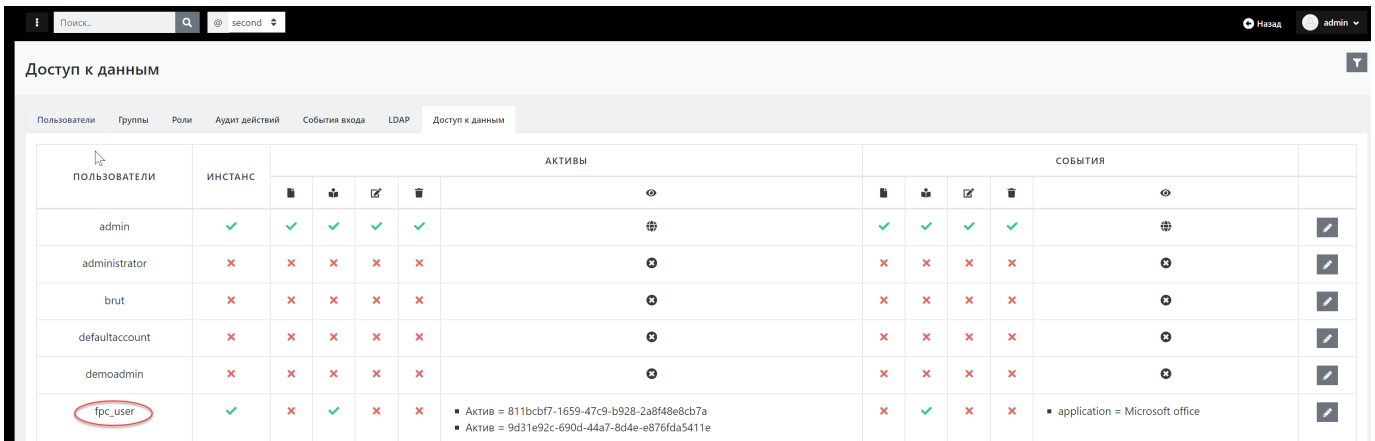 Поиск..
@ second
Назад
admin
Доступ к данным
Пользователи Группы Роли Аудит действий События входа LDAP Доступ к данным
ПОЛЬЗОВАТЕЛИ ИНСТАНС АКТИВЫ СОБЫТИЯ
admin
administrator
brut
defaultaccount
demoadmin
fpc_user
Актив = 811bcbf7-1659-47c9-b928-2a8f48e8cb7a
Актив = 9d31e92c-690d-44a7-8d4e-e876fda5411e
application = Microsoft office